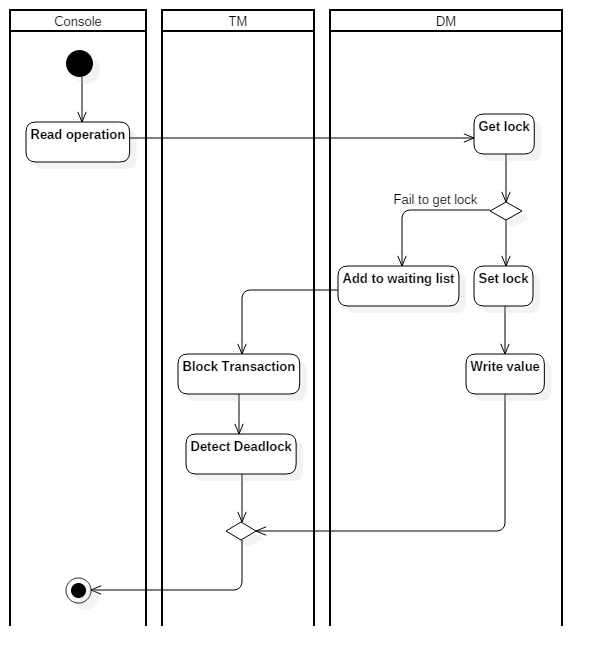 Console
TM
DM
Read operation
Get lock
Fail to get lock
Add to waiting list
Set lock
Block Transaction
Write value
Detect Deadlock